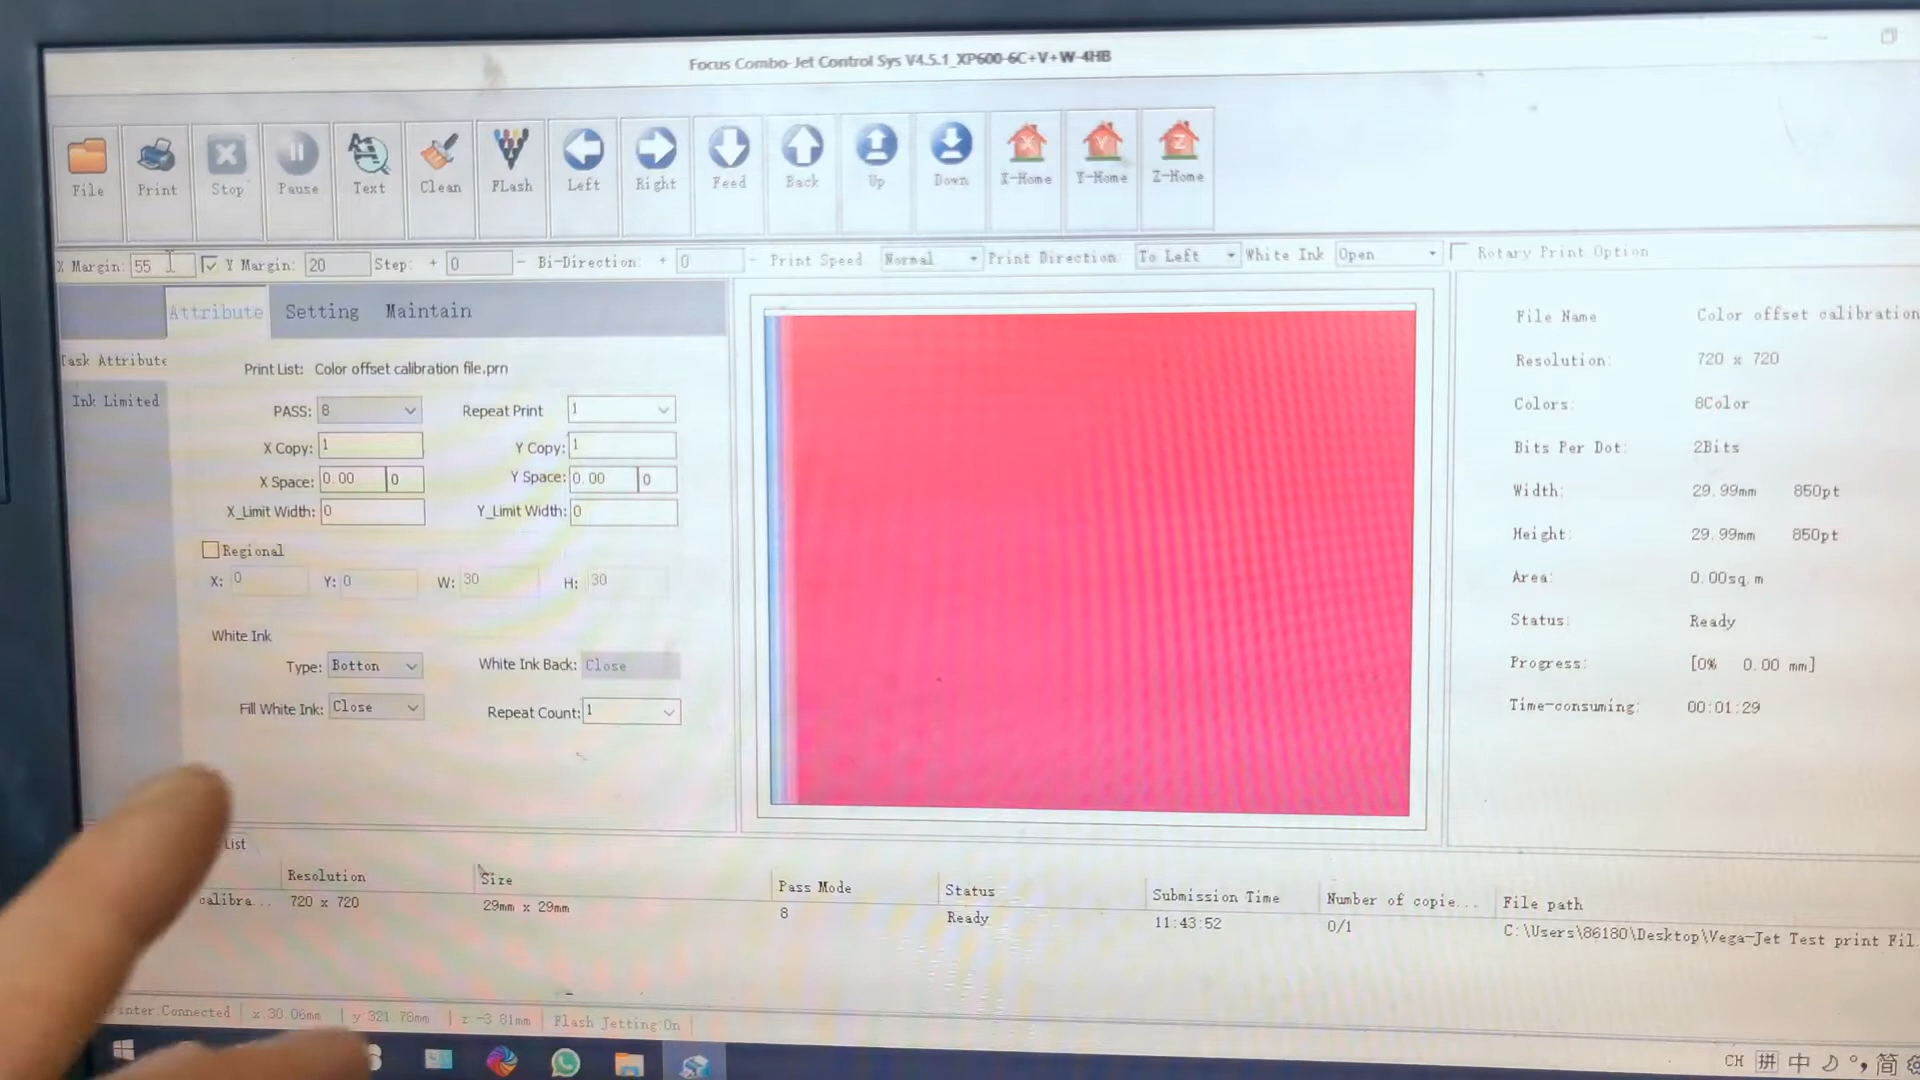 Focus Combo-Jet Control Sys V4.5.1_XP600-6C+V+W-4HB
File Print Stop Pause Text Clean FLash Left Right Feed Back Up Down X-Home Y-Home Z-Home
X Margin: 55 Y Margin: 20 Step: + 0 - Bi-Direction: + 0 - Print Speed Normal Print Direction To Left White Ink Open Rotary Print Option
Attribute Setting Maintain
Task Attribute
Ink Limited
Print List: Color offset calibration file.prn
PASS: 8 Repeat Print 1
X Copy: 1 Y Copy: 1
X Space: 0.00 0 Y Space: 0.00 0
X_Limit Width: 0 Y_Limit Width: 0
Regional
X: 0 Y: 0 W: 30 H: 30
White Ink
Type: Botton White Ink Back: Close
Fill White Ink: Close Repeat Count: 1
File Name Color offset calibration
Resolution: 720 x 720
Colors: 8Color
Bits Per Dot: 2Bits
Width: 29.99mm 850pt
Height: 29.99mm 850pt
Area: 0.00sq.m
Status: Ready
Progress: [0% 0.00 mm]
Time-consuming: 00:01:29
List
Resolution Size Pass Mode Status Submission Time Number of copie... File path
calibra... 720 x 720 29mm x 29mm 8 Ready 11:43:52 0/1 C:\Users\86180\Desktop\Vega-Jet Test print Fil.
inter:Connected x:30.06mm y:321.78mm z:-3.81mm Flash Jetting:On
CH 拼 中 简